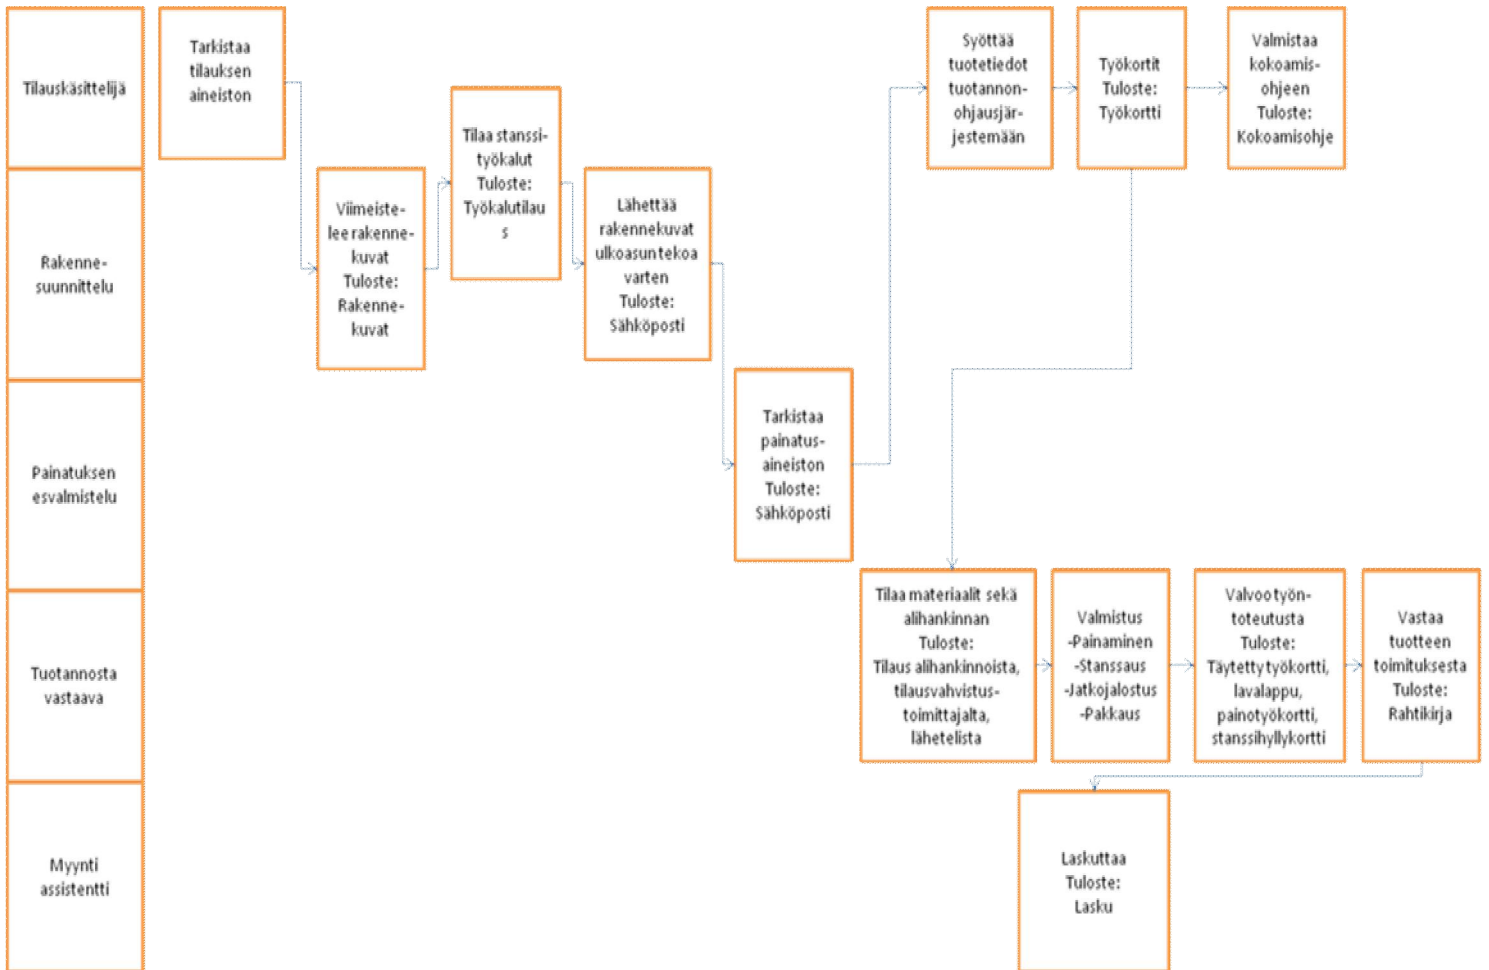 Tilauskäsittelijä
Rakenne-
suunnittelu
Painatuksen
esvalmistelu
Tuotannosta
vastaava
Myynti
assistentti
Tarkistaa
tilauksen
aineiston
Viimeiste-
lee rakenne-
kuvat
Tuloste:
Rakenne-
kuvat
Tilaa stanssi-
työkalut
Tuloste:
Työkalutilau
s
Lähettää
rakennekuvat
ulkoasun tekoa
varten
Tuloste:
Sähköposti
Tarkistaa
painatus-
aineiston
Tuloste:
Sähköposti
Syöttää
tuotetiedot
tuotannon-
ohjausjär-
jestemään
Työkortit
Tuloste:
Työkortti
Valmistaa
kokoamis-
ohjeen
Tuloste:
Kokoamisohje
Tilaa materiaalit sekä
alihankinnan
Tuloste:
Tilaus alihankinnoista,
tilausvahvistus-
toimittajalta,
lähetelista
Valmistus
-Painaminen
-Stanssaus
-Jatkojalostus
-Pakkaus
Valvoo työn-
toteutusta
Tuloste:
Täytetty työkortti,
lavalappu,
painotyökortti,
stanssihyllykortti
Vastaa
tuotteen
toimituksesta
Tuloste:
Rahtikirja
Laskuttaa
Tuloste:
Lasku